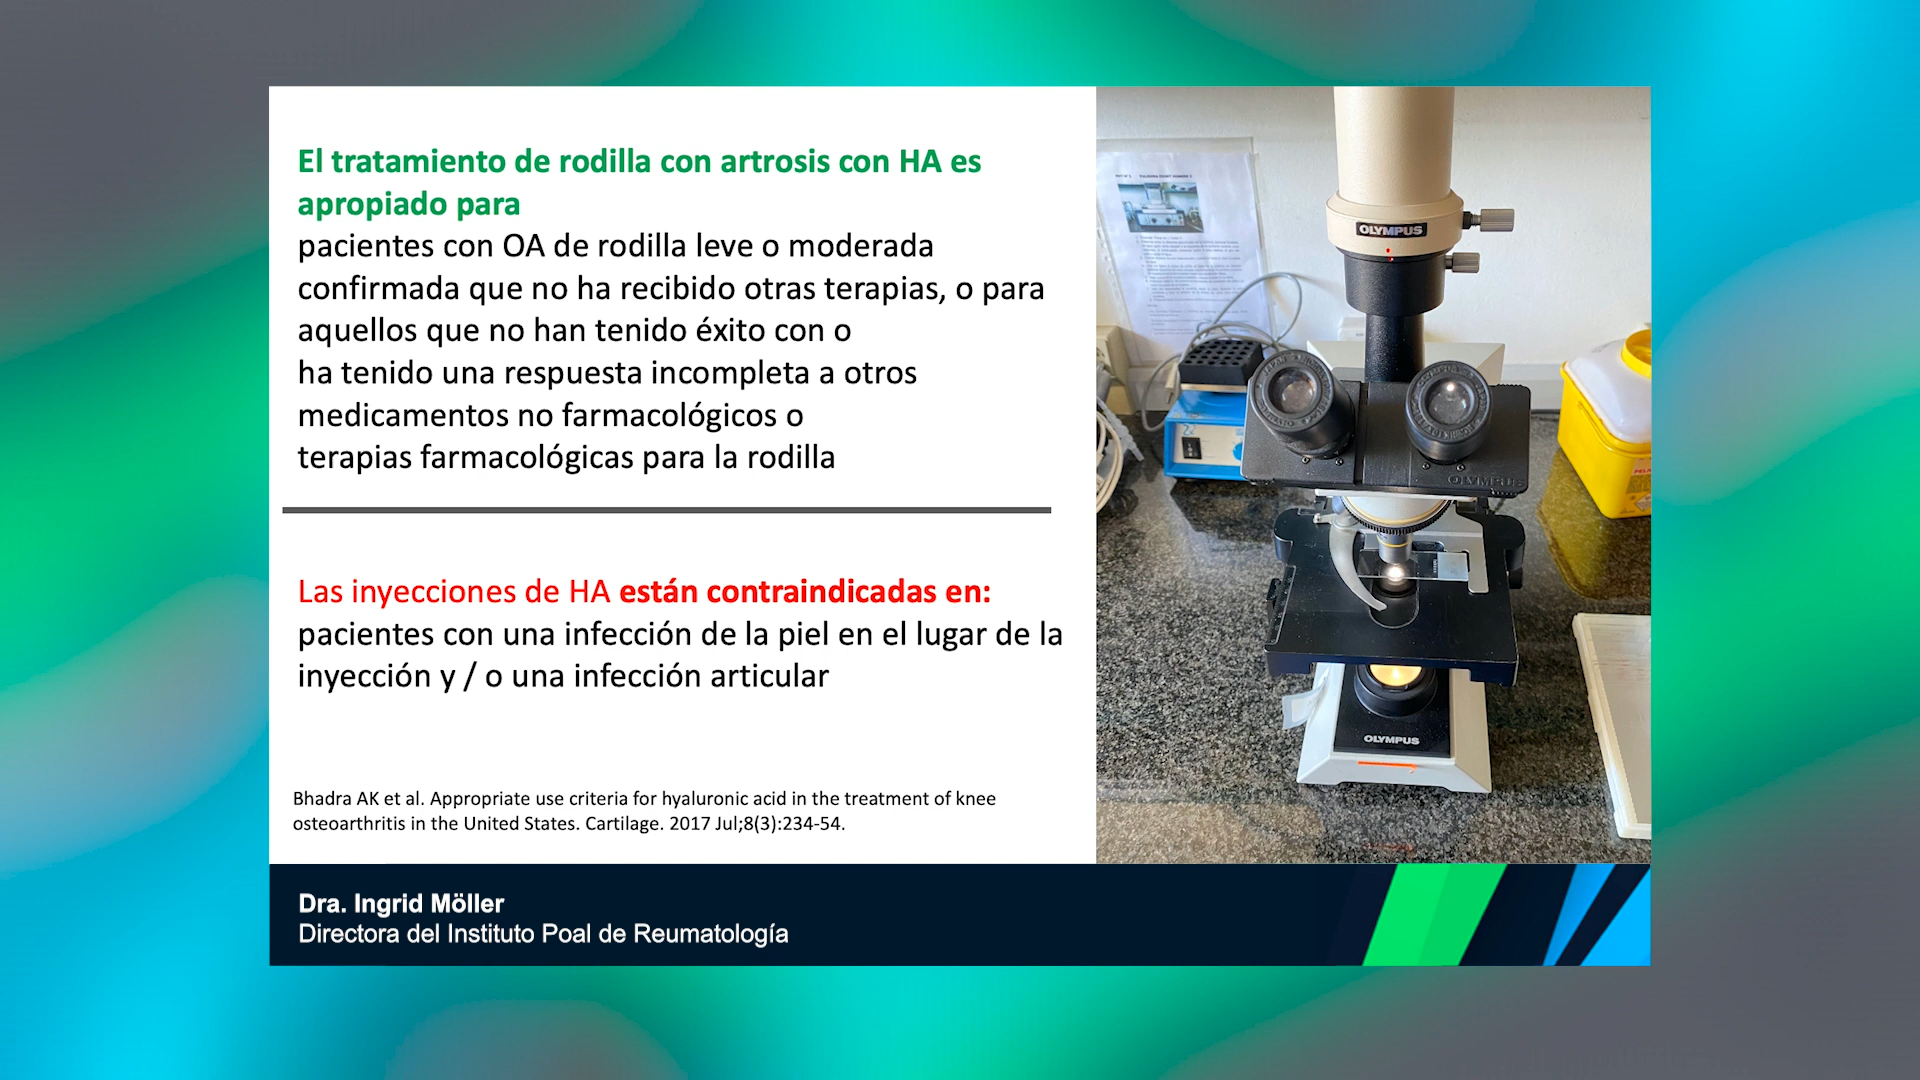 El tratamiento de rodilla con artrosis con HA es
apropiado para
pacientes con OA de rodilla leve o moderada
confirmada que no ha recibido otras terapias, o para
aquellos que no han tenido éxito con o
ha tenido una respuesta incompleta a otros
medicamentos no farmacológicos o
terapias farmacológicas para la rodilla
Las inyecciones de HA están contraindicadas en:
pacientes con una infección de la piel en el lugar de la
inyección y / o una infección articular
Bhadra AK et al. Appropriate use criteria for hyaluronic acid in the treatment of knee
osteoarthritis in the United States. Cartilage. 2017 Jul;8(3):234-54.
OLYMPUS
OLYMPUS
OLYMPUS
Dra. Ingrid Möller
Directora del Instituto Poal de Reumatología